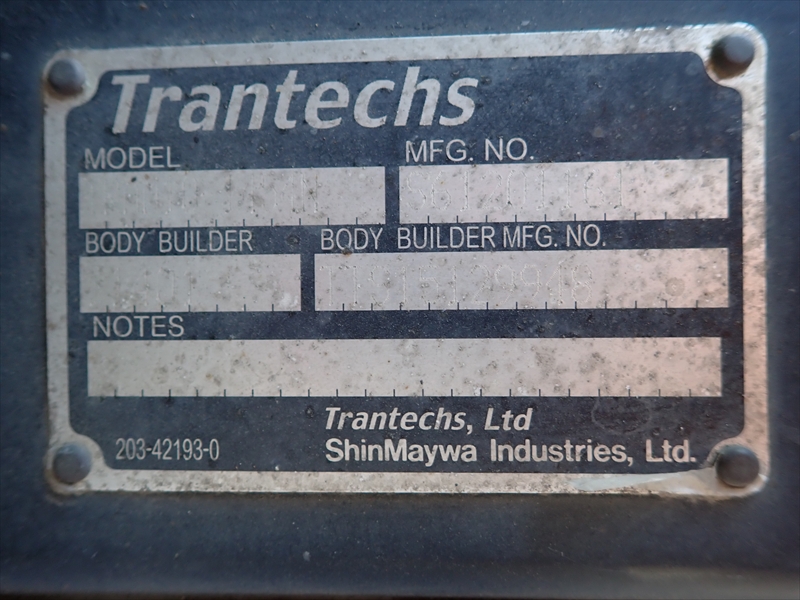 Trantechs
MODEL
MFG. NO.
BODY BUILDER
BODY BUILDER MFG. NO.
NOTES
Trantechs, Ltd
203-42193-0
ShinMaywa Industries, Ltd.